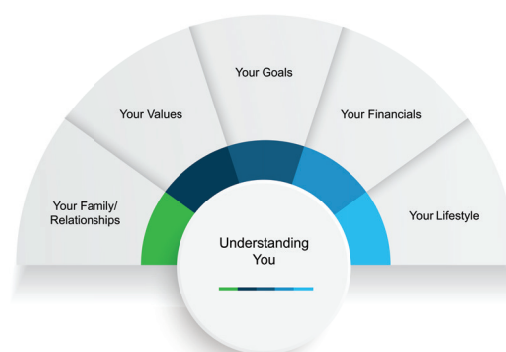 Your Goals
Your Values
Your Financials
Your Family/
Relationships
Your Lifestyle
Understanding
You